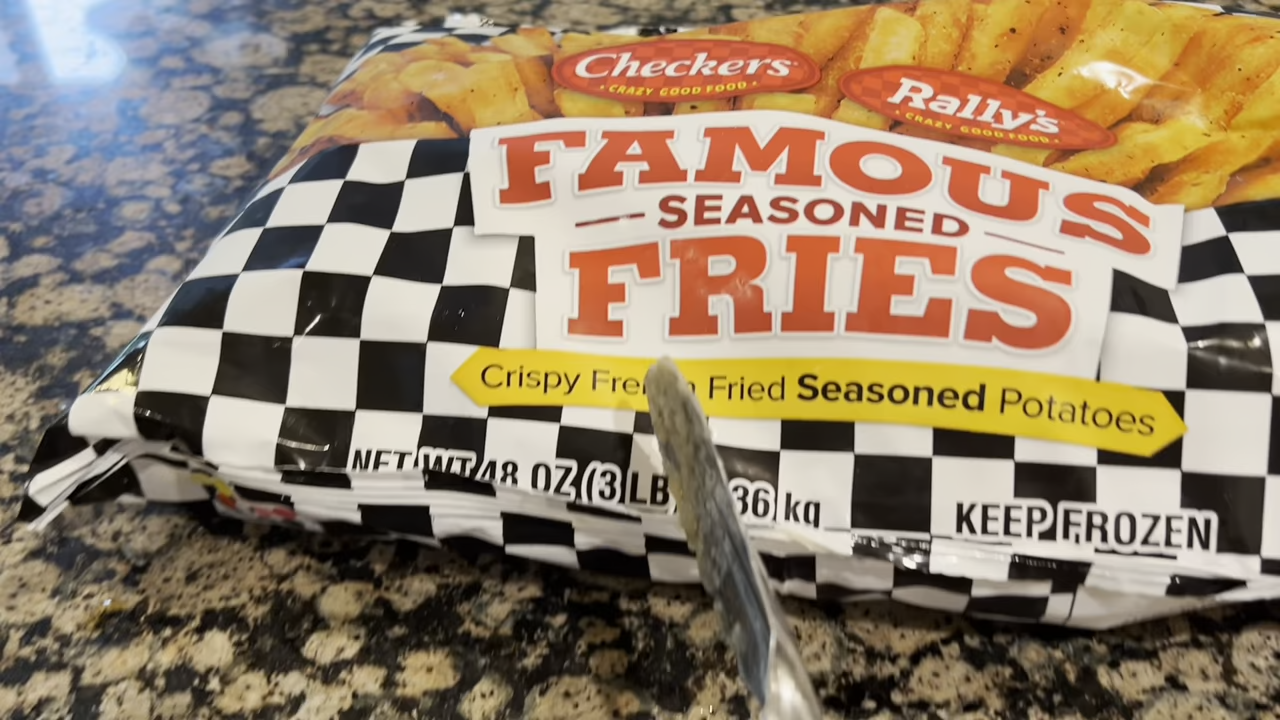 Checkers
• CRAZY GOOD FOOD •
Rally's
• CRAZY GOOD FOOD •
FAMOUS
SEASONED
FRIES
Crispy Fried Seasoned Potatoes
NET WT 48 OZ (3 LB 36 kg
KEEP FROZEN